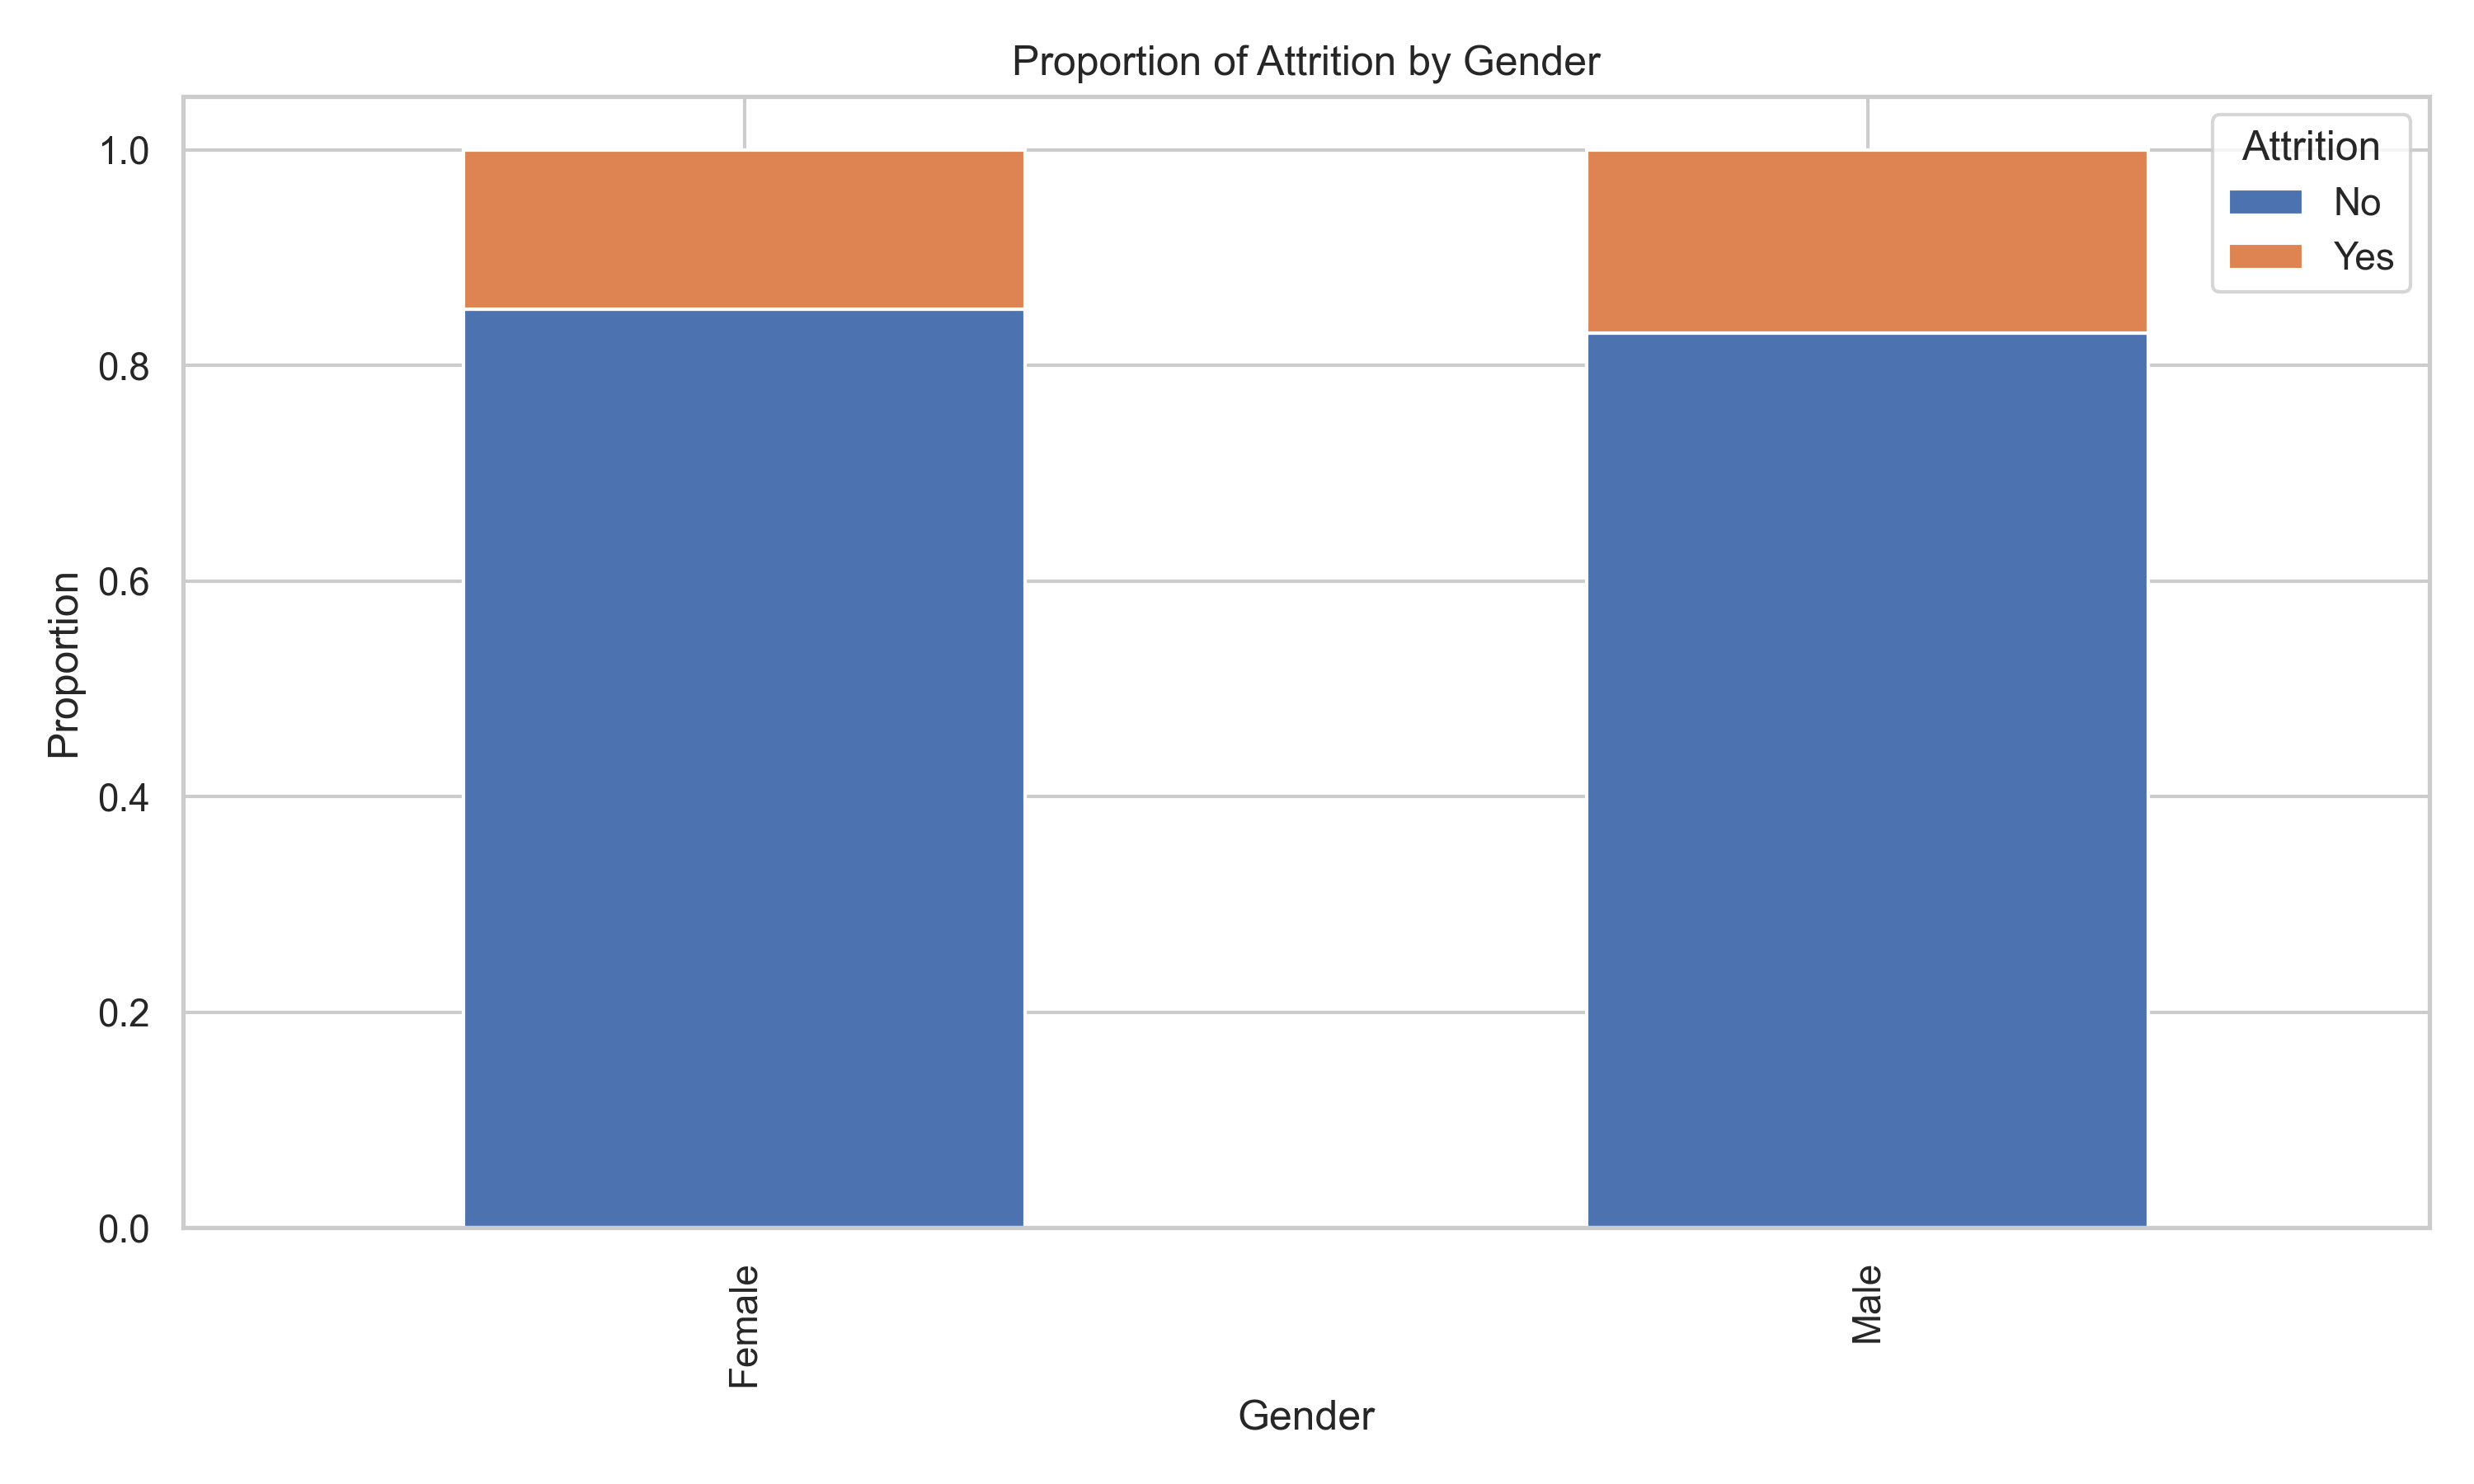 Proportion of Attrition by Gender
Attrition
No
Yes
1.0
0.8
0.6
0.4
0.2
0.0
Proportion
Female
Male
Gender